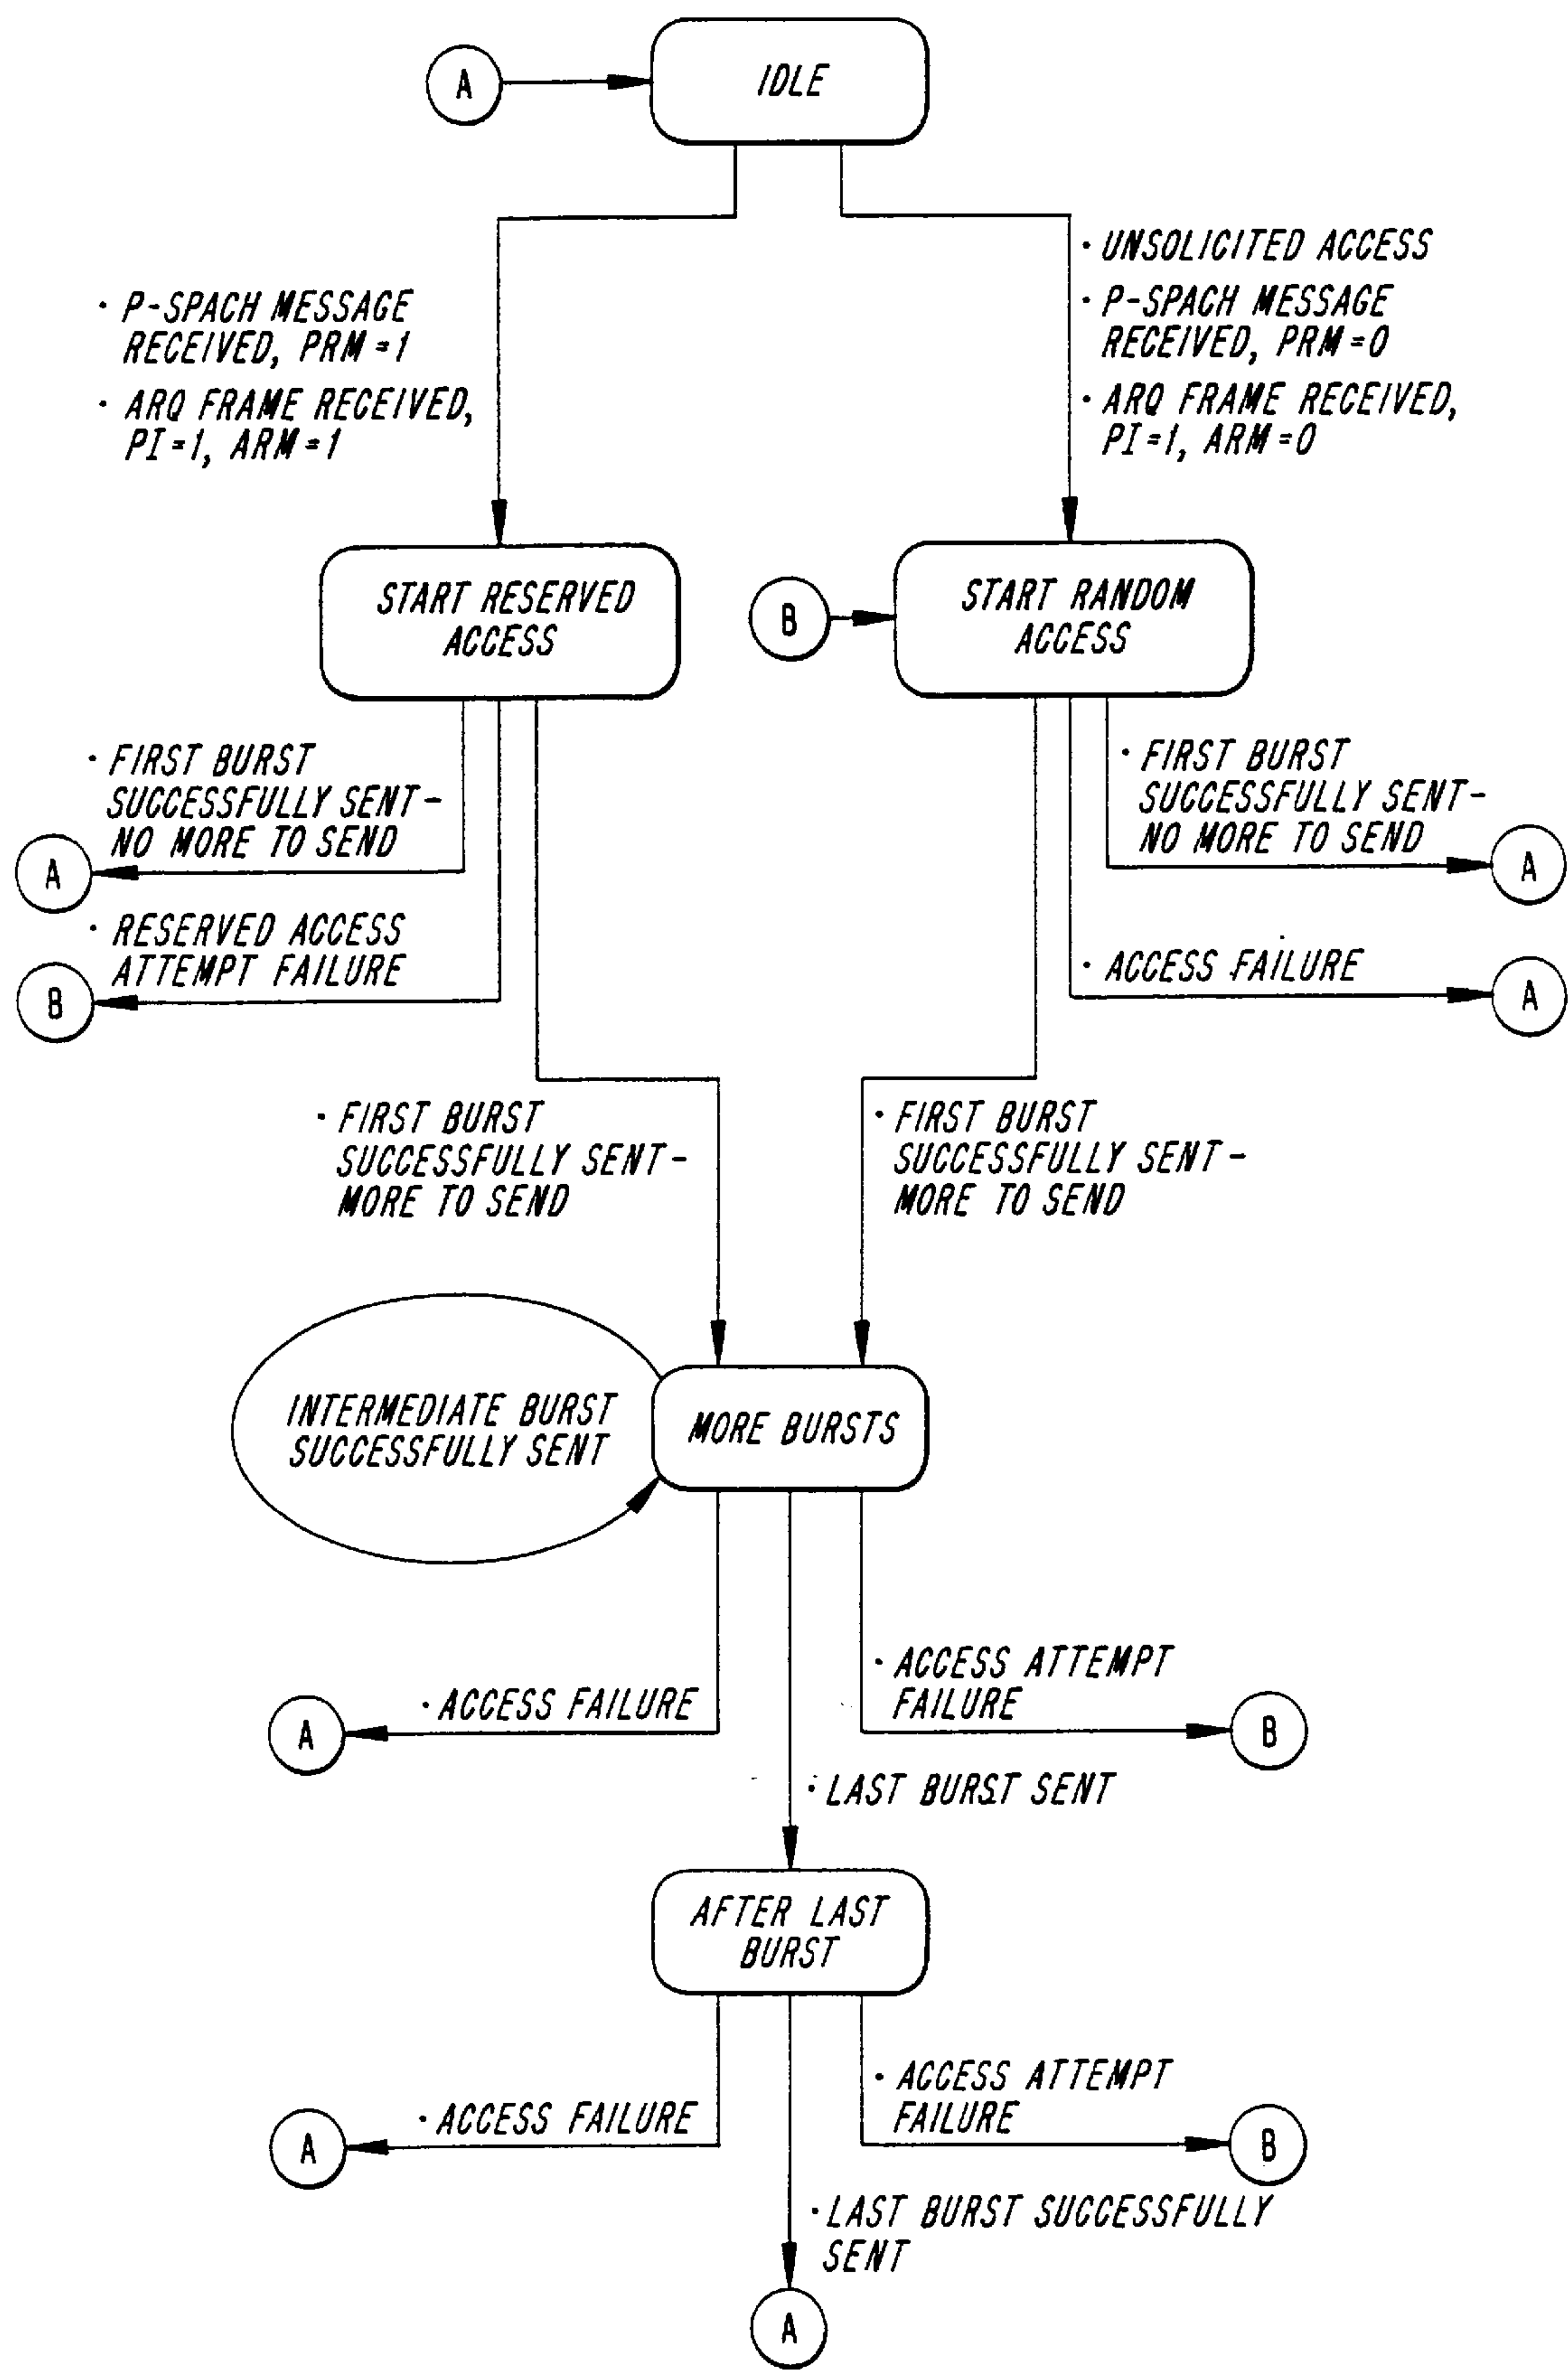 A
IDLE
· P-SPACH MESSAGE
RECEIVED, PRM=1
· ARQ FRAME RECEIVED,
PI=1, ARM=1
· UNSOLICITED ACCESS
· P-SPACH MESSAGE
RECEIVED, PRM=0
· ARQ FRAME RECEIVED,
PI=1, ARM=0
START RESERVED
ACCESS
B
START RANDOM
ACCESS
· FIRST BURST
SUCCESSFULLY SENT-
NO MORE TO SEND
A
· RESERVED ACCESS
ATTEMPT FAILURE
B
· FIRST BURST
SUCCESSFULLY SENT-
NO MORE TO SEND
A
· ACCESS FAILURE
A
· FIRST BURST
SUCCESSFULLY SENT-
MORE TO SEND
· FIRST BURST
SUCCESSFULLY SENT-
MORE TO SEND
INTERMEDIATE BURST
SUCCESSFULLY SENT
MORE BURSTS
· ACCESS FAILURE
A
· ACCESS ATTEMPT
FAILURE
B
· LAST BURST SENT
AFTER LAST
BURST
· ACCESS FAILURE
A
· ACCESS ATTEMPT
FAILURE
B
· LAST BURST SUCCESSFULLY
SENT
A